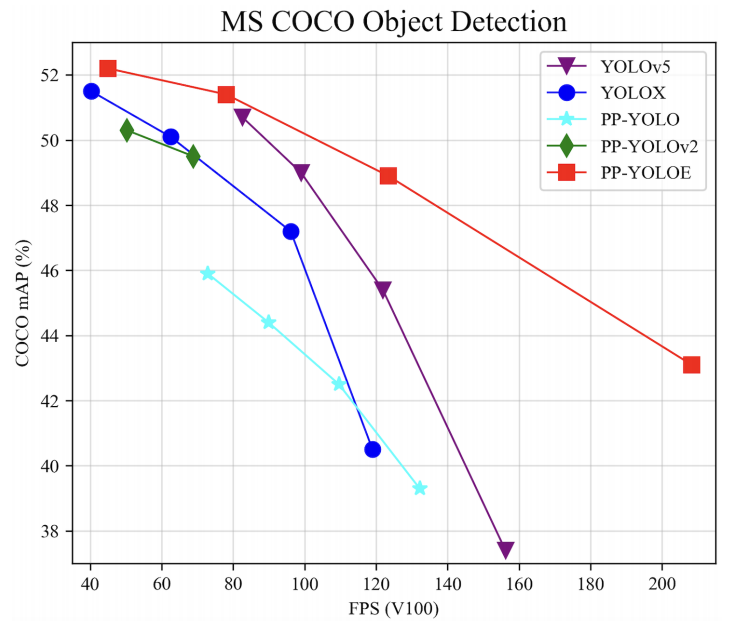 MS COCO Object Detection
YOLOv5
YOLOX
PP-YOLO
PP-YOLOv2
PP-YOLOE
COCO mAP (%)
52
50
48
46
44
42
40
38
40 60 80 100 120 140 160 180 200
FPS (V100)